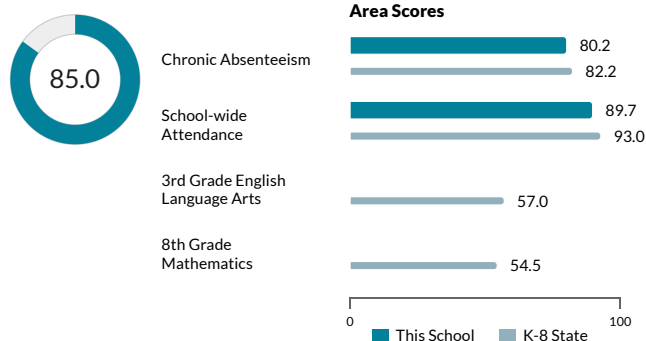 Area Scores
85.0
Chronic Absenteeism
80.2
82.2
School-wide
Attendance
89.7
93.0
3rd Grade English
Language Arts
57.0
8th Grade
Mathematics
54.5
0
100
This School
K-8 State